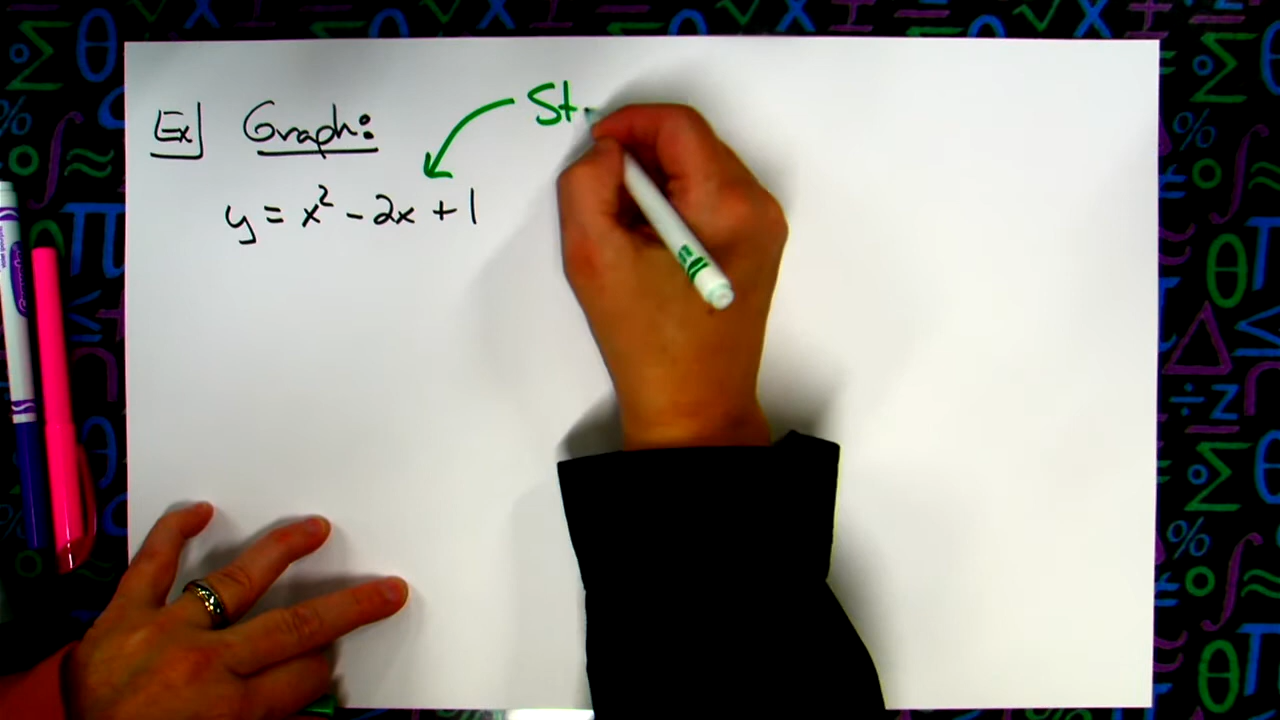 Ex] Graph: St
y = x² - 2x + 1